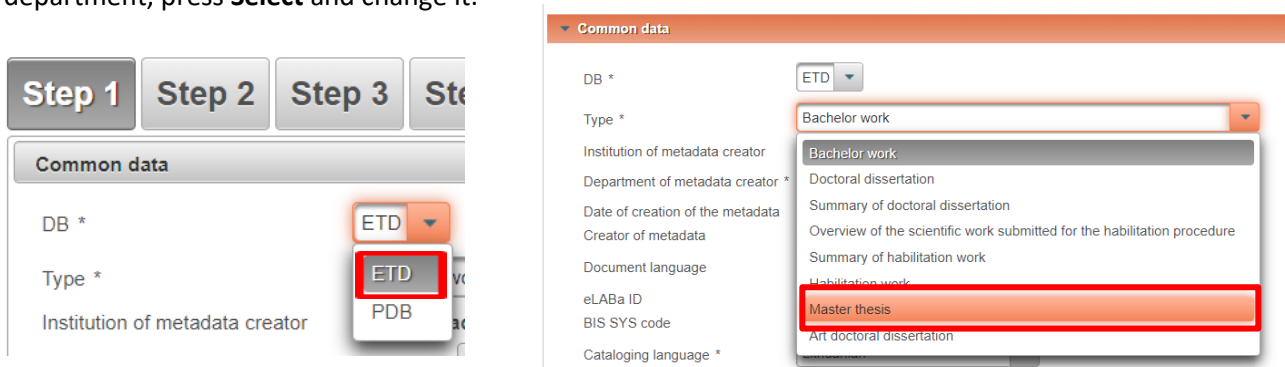 department, press Select and change it.
Step 1 Step 2 Step 3
Common data
DB * ETD
ETD
Type *
PDB
Institution of metadata creator
Common data
DB * ETD
Type * Bachelor work
Institution of metadata creator
Bachelor work
Department of metadata creator *
Doctoral dissertation
Date of creation of the metadata
Summary of doctoral dissertation
Creator of metadata
Overview of the scientific work submitted for the habilitation procedure
Summary of habilitation work
Document language
Habilitation work
eLABa ID
Master thesis
BIS SYS code
Art doctoral dissertation
Cataloging language *